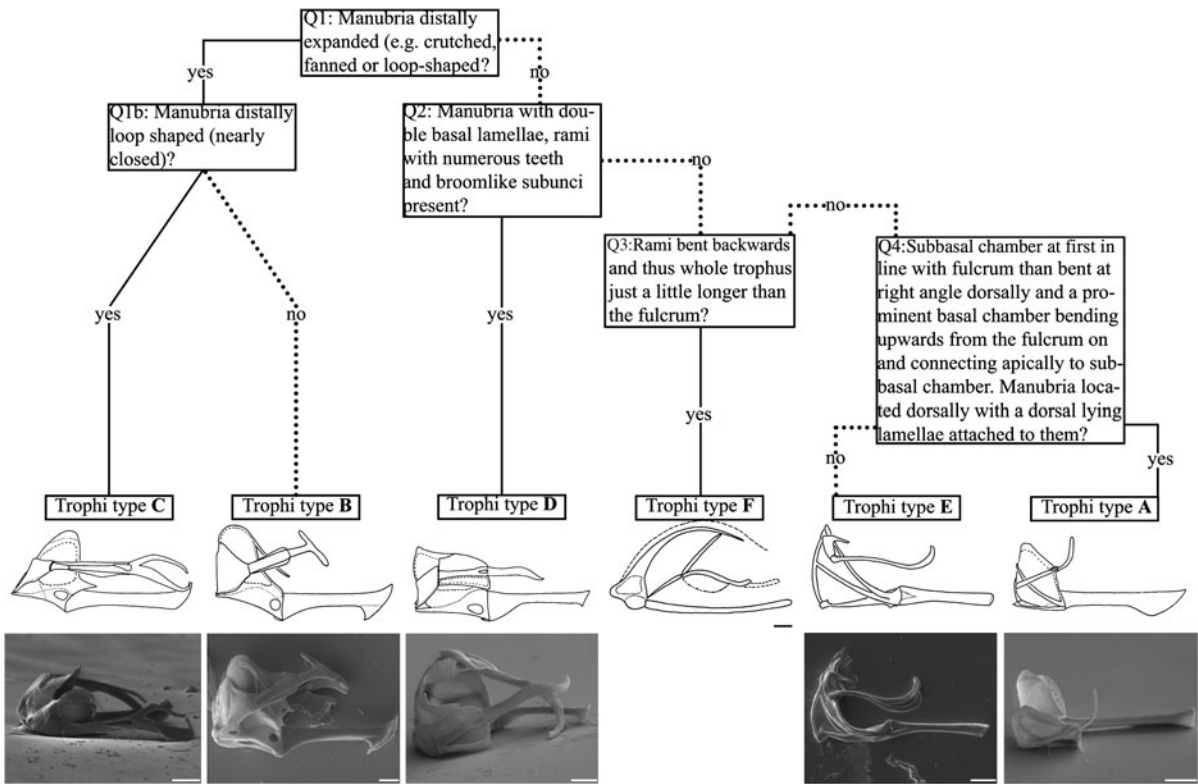 Q1: Manubria distally
expanded (e.g. crutched,
fanned or loop-shaped?
yes
no
Q1b: Manubria distally
loop shaped (nearly
closed)?
Q2: Manubria with dou-
ble basal lamellae, rami
with numerous teeth
and broomlike subunci
present?
no
no
Q3:Rami bent backwards
and thus whole trophus
just a little longer than
the fulcrum?
Q4:Subbasal chamber at first in
line with fulcrum than bent at
right angle dorsally and a pro-
minent basal chamber bending
upwards from the fulcrum on
and connecting apically to sub-
basal chamber. Manubria loca-
ted dorsally with a dorsal lying
lamellae attached to them?
yes
no
yes
yes
no
yes
Trophi type C
Trophi type B
Trophi type D
Trophi type F
Trophi type E
Trophi type A